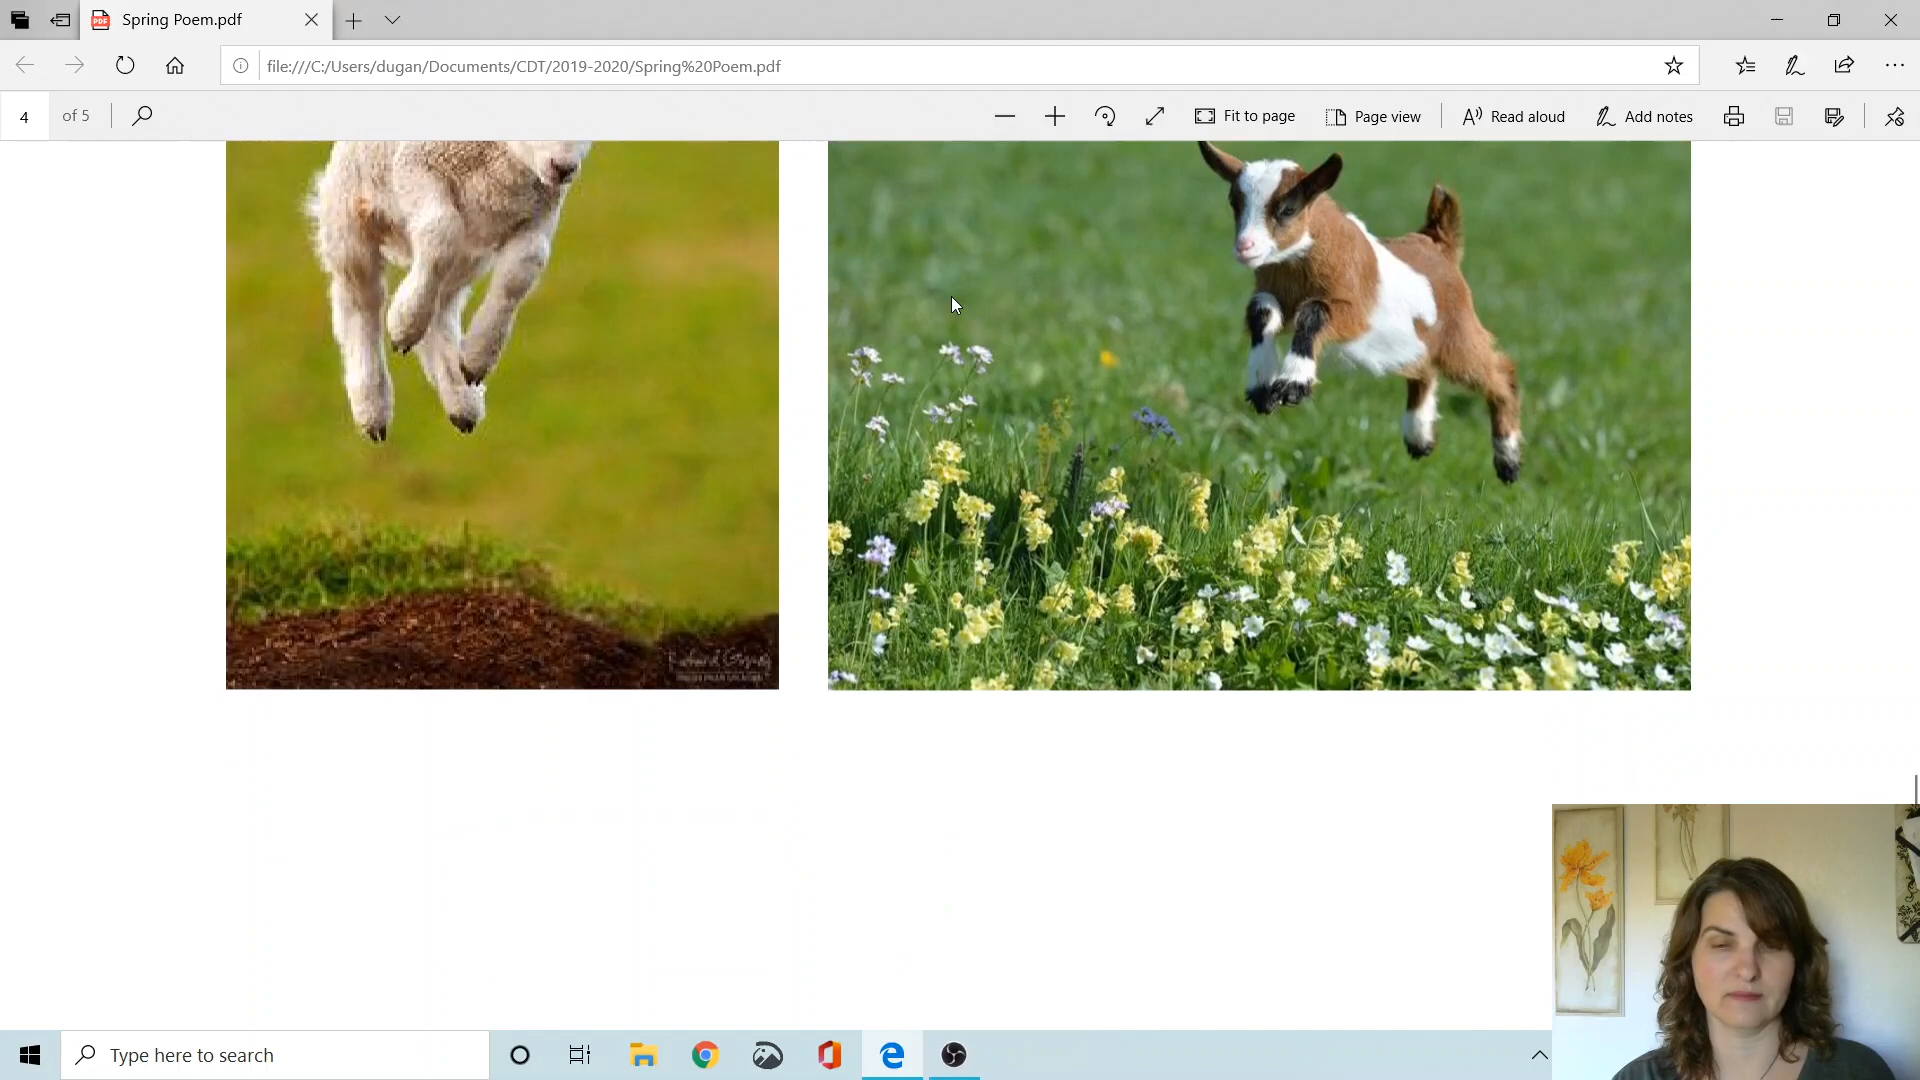 Spring Poem.pdf
file:///C:/Users/dugan/Documents/CDT/2019-2020/Spring%20Poem.pdf
4 of 5
Fit to page
Page view
Read aloud
Add notes
Type here to search